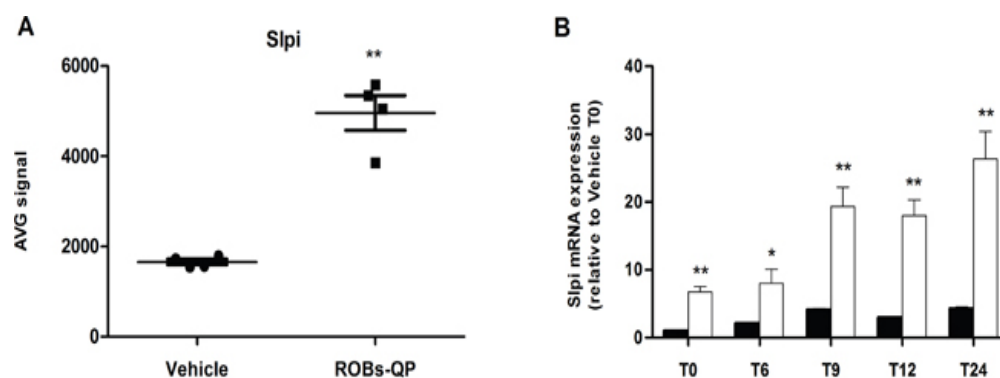 A
Slpi
**
6000
4000
2000
0
AVG signal
Vehicle ROBs-QP
B
40
30
20
10
0
Slpi mRNA expression
(relative to Vehicle T0)
** * ** ** **
T0 T6 T9 T12 T24